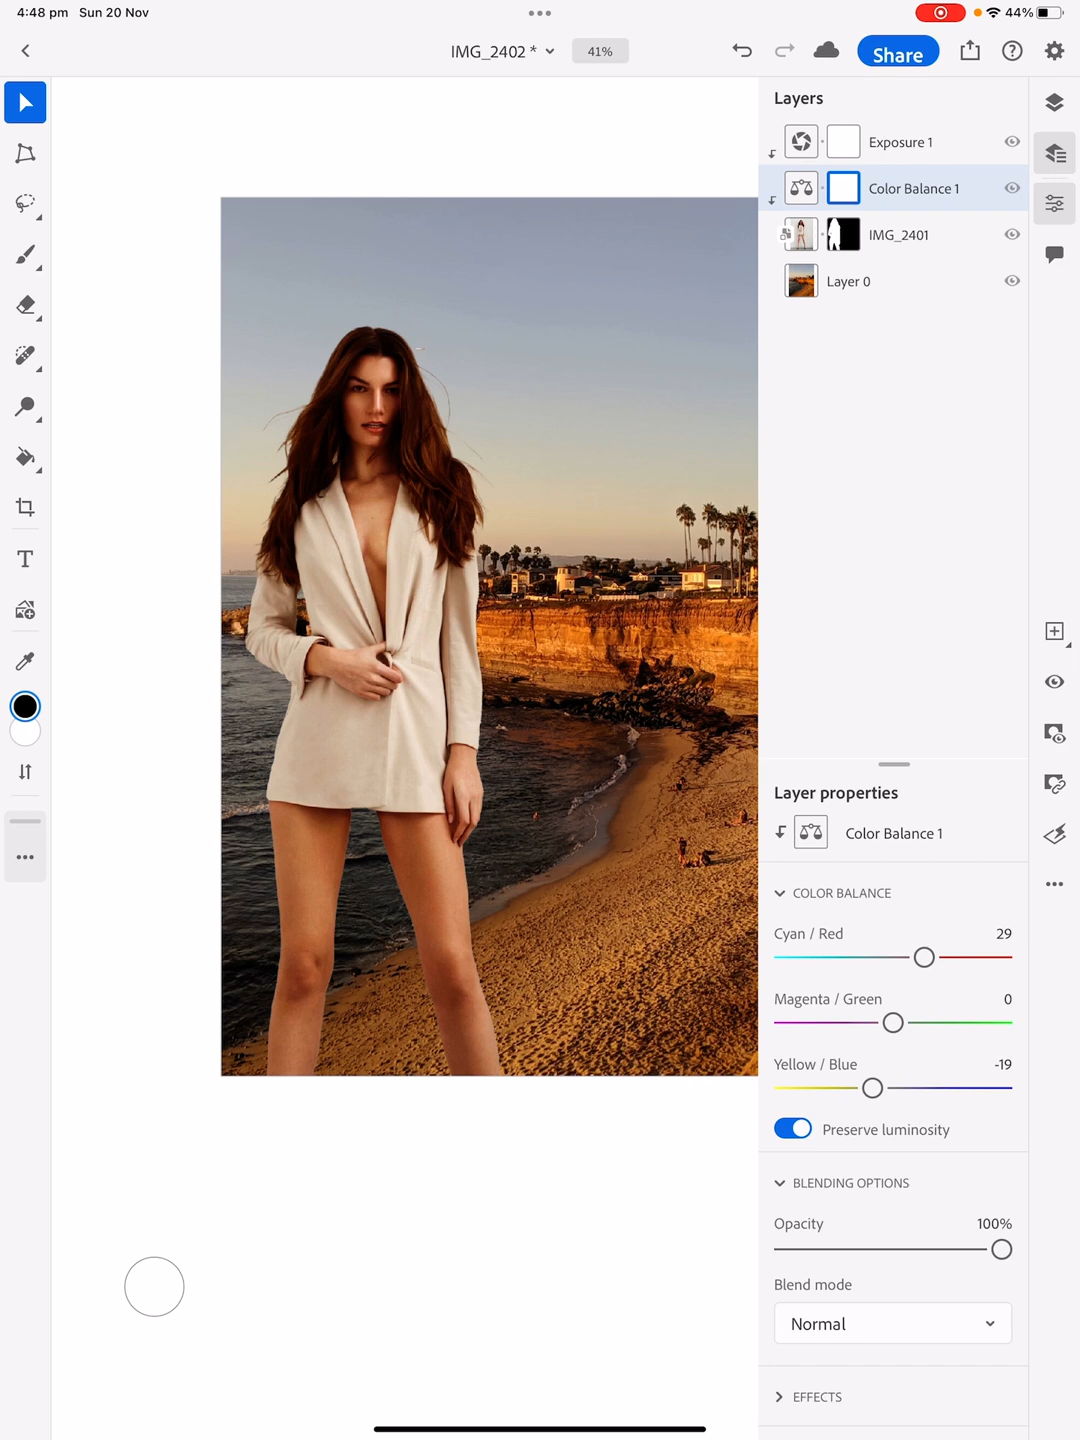 4:48 pm Sun 20 Nov
44%
IMG_2402 *
41%
Share
Layers
Exposure 1
Color Balance 1
IMG_2401
Layer 0
T
Layer properties
Color Balance 1
COLOR BALANCE
Cyan / Red 29
Magenta / Green 0
Yellow / Blue -19
Preserve luminosity
BLENDING OPTIONS
Opacity 100%
Blend mode
Normal
EFFECTS